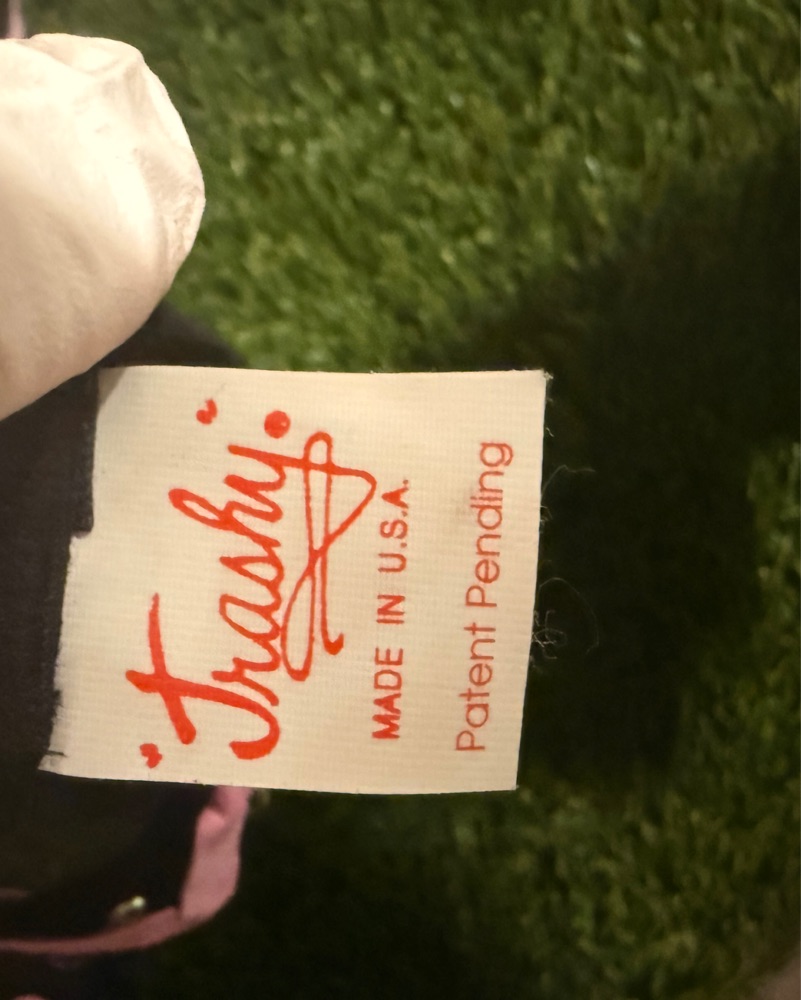 "Trashy."
MADE IN U.S.A.
Patent Pending